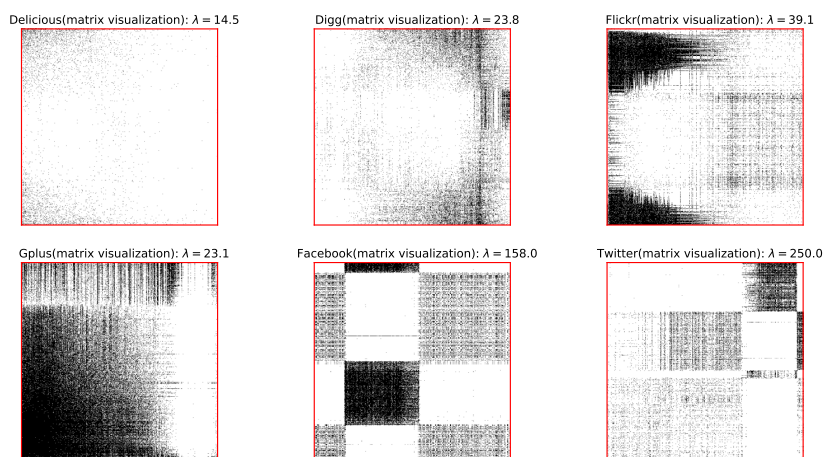 Delicious(matrix visualization): λ = 14.5
Digg(matrix visualization): λ = 23.8
Flickr(matrix visualization): λ = 39.1
Gplus(matrix visualization): λ = 23.1
Facebook(matrix visualization): λ = 158.0
Twitter(matrix visualization): λ = 250.0